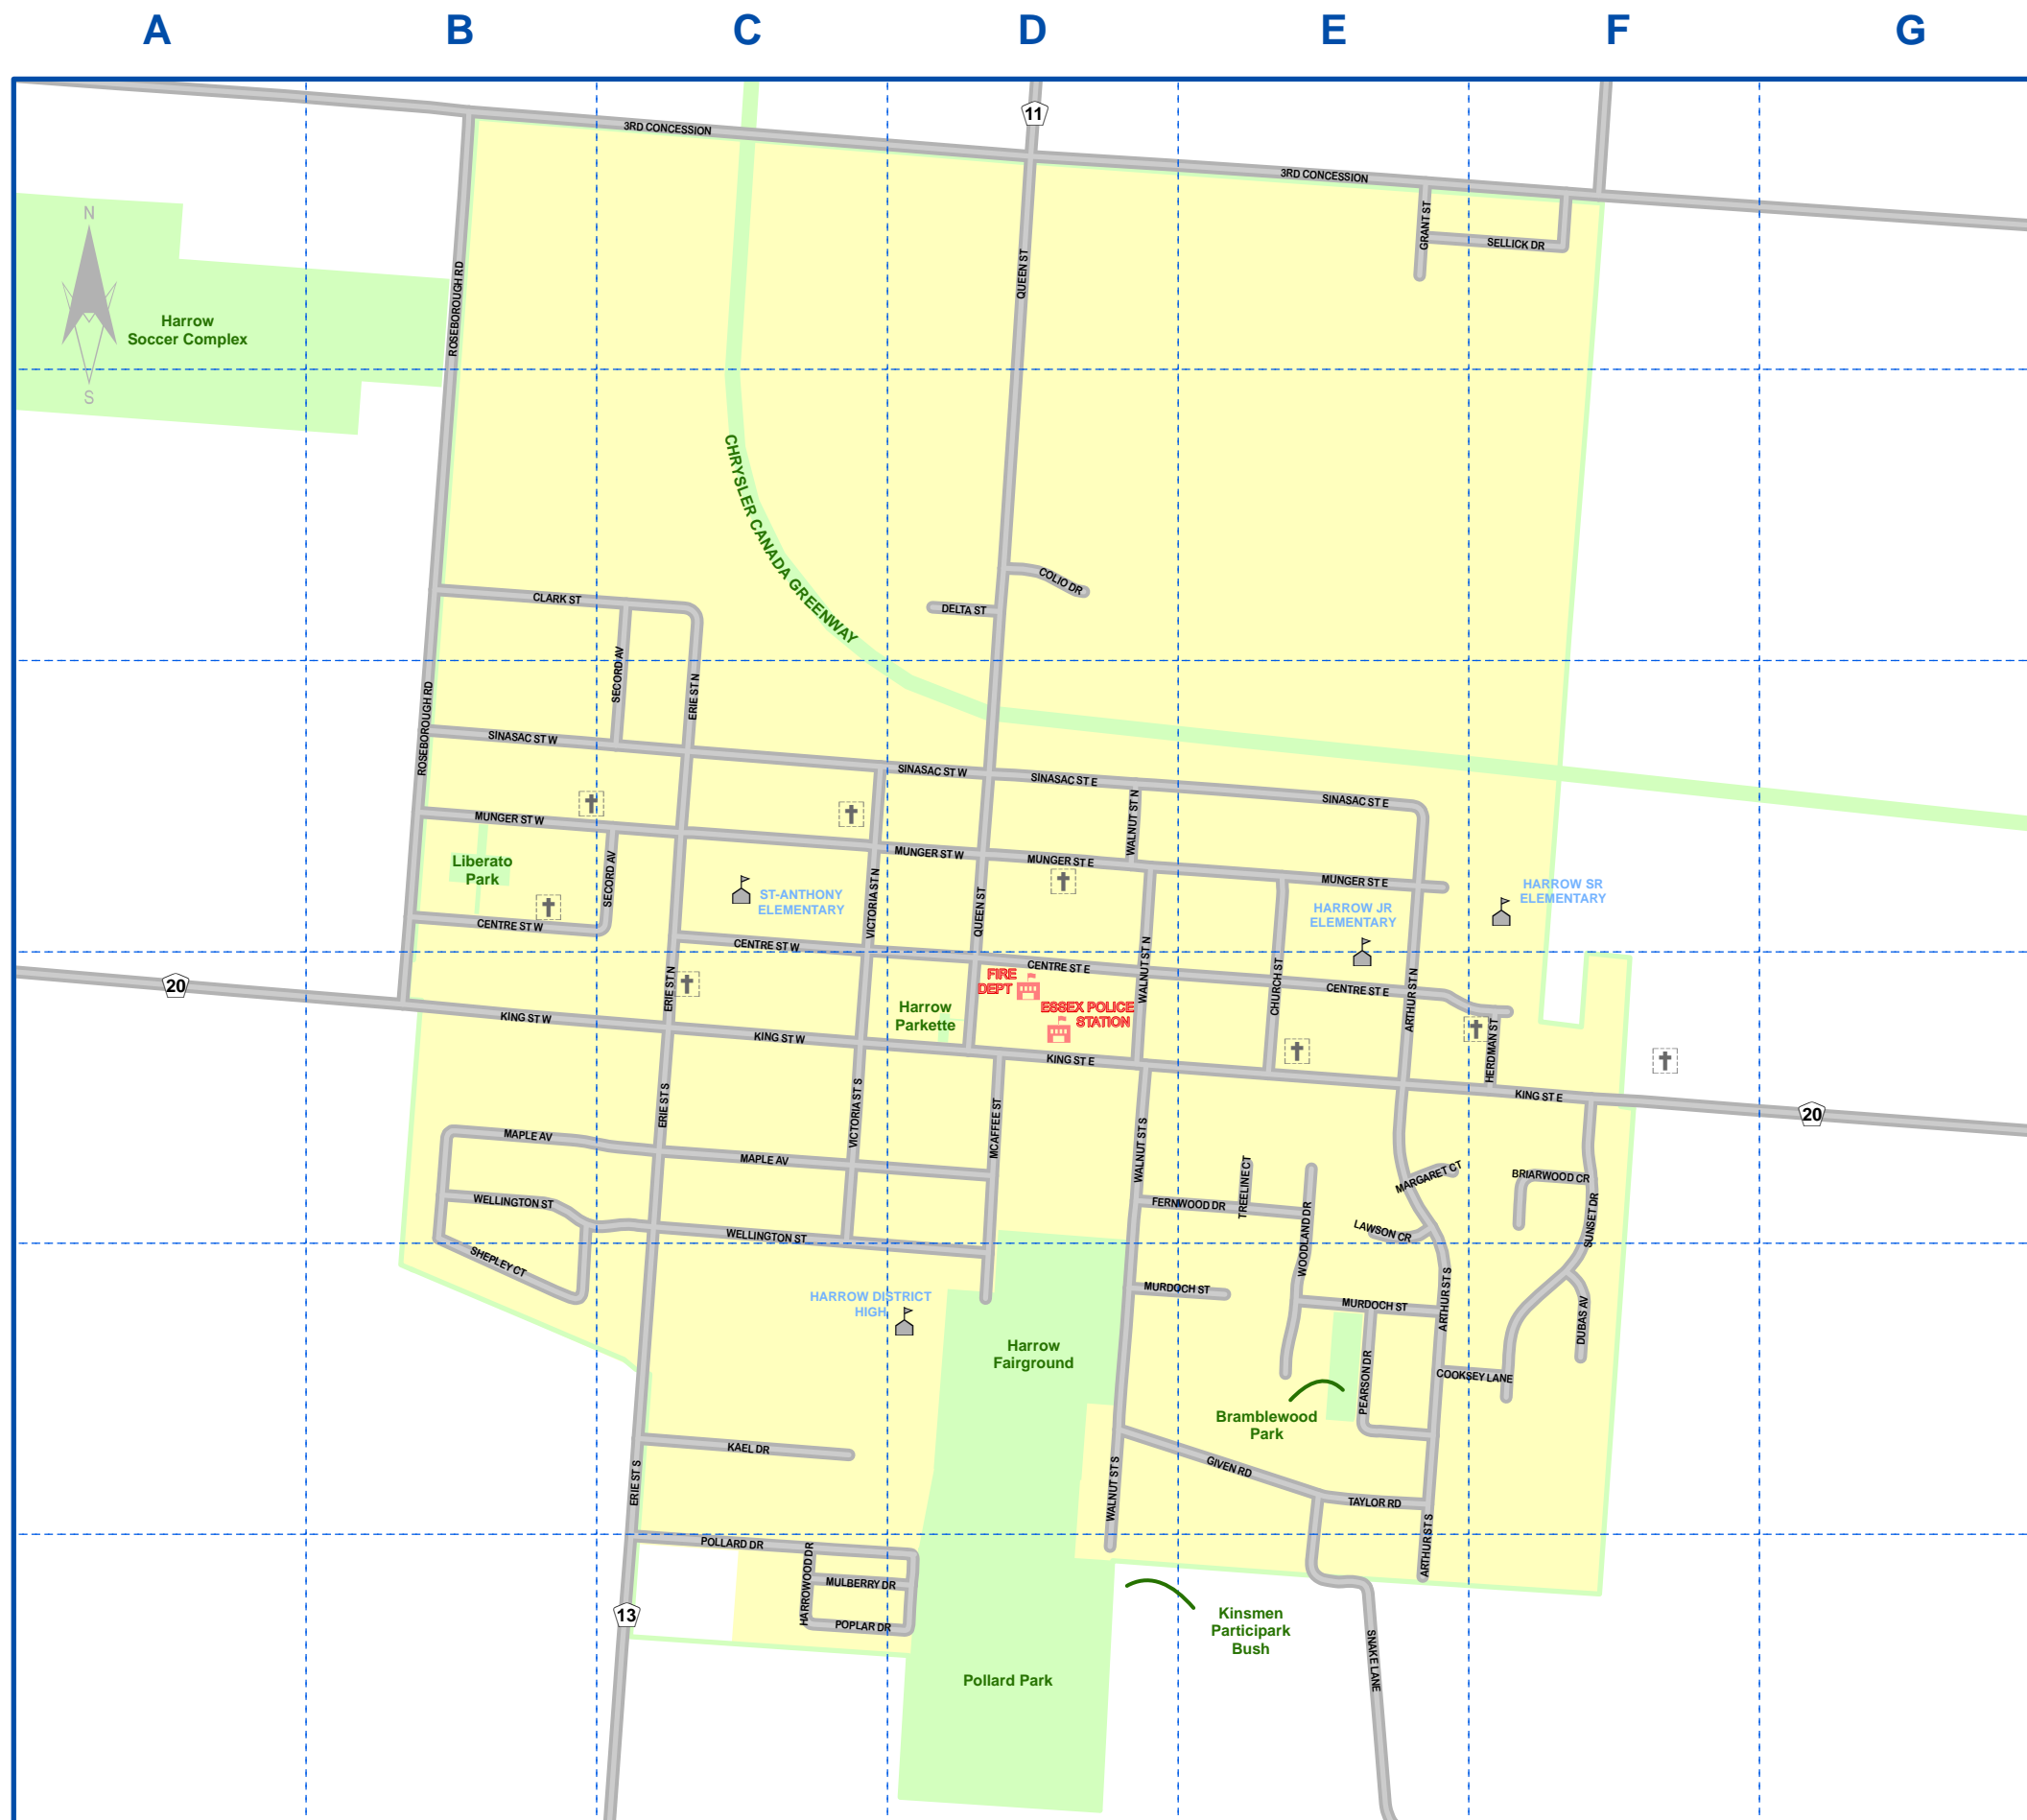 A B C D E F G
11
3RD CONCESSION
3RD CONCESSION
N
S
GRANT ST
SELLICK DR
QUEEN ST
ROSEBOROUGH RD
Harrow
Soccer Complex
CHRYSLER CANADA GREENWAY
COLIO DR
CLARK ST
DELTA ST
SECORD AV
ERIE ST N
ROSEBOROUGH RD
SINASAC ST W
SINASAC ST W
SINASAC ST E
SINASAC ST E
WALNUT ST N
MUNGER ST W
MUNGER ST W
MUNGER ST E
MUNGER ST E
Liberato
Park
SECORD AV
ST-ANTHONY
ELEMENTARY
VICTORIA ST N
QUEEN ST
HARROW JR
ELEMENTARY
HARROW SR
ELEMENTARY
CENTRE ST W
CENTRE ST W
CENTRE ST E
CENTRE ST E
20
ERIE ST N
FIRE
DEPT
WALNUT ST N
CHURCH ST
ARTHUR ST N
Harrow
Parkette
ESSEX POLICE
STATION
KING ST W
KING ST W
KING ST E
HERDMAN ST
KING ST E
20
ERIE ST S
VICTORIA ST S
MCAFFEE ST
WALNUT ST S
MAPLE AV
MAPLE AV
TREELINE CT
MARGARET CT
BRIARWOOD CR
WELLINGTON ST
WELLINGTON ST
FERNWOOD DR
WOODLAND DR
LAWSON CR
SUNSET DR
SHEPLEY CT
HARROW DISTRICT
HIGH
MURDOCH ST
MURDOCH ST
ARTHUR ST S
DUBAS AV
Harrow
Fairground
PEARSON DR
COOKSEY LANE
Bramblewood
Park
KAEL DR
ERIE ST S
WALNUT ST S
GIVEN RD
TAYLOR RD
ARTHUR ST S
POLLARD DR
HARROWOOD DR
MULBERRY DR
POPLAR DR
13
Kinsmen
Participark
Bush
SNAKE LANE
Pollard Park